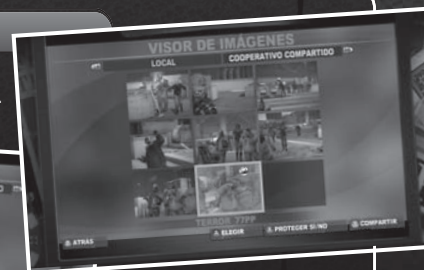 VISOR DE IMÁGENES
LOCAL
COOPERATIVO COMPARTIDO
TERROR 77PP
ATRÁS
ELEGIR
PROTEGER SÍ/NO
COMPARTIR